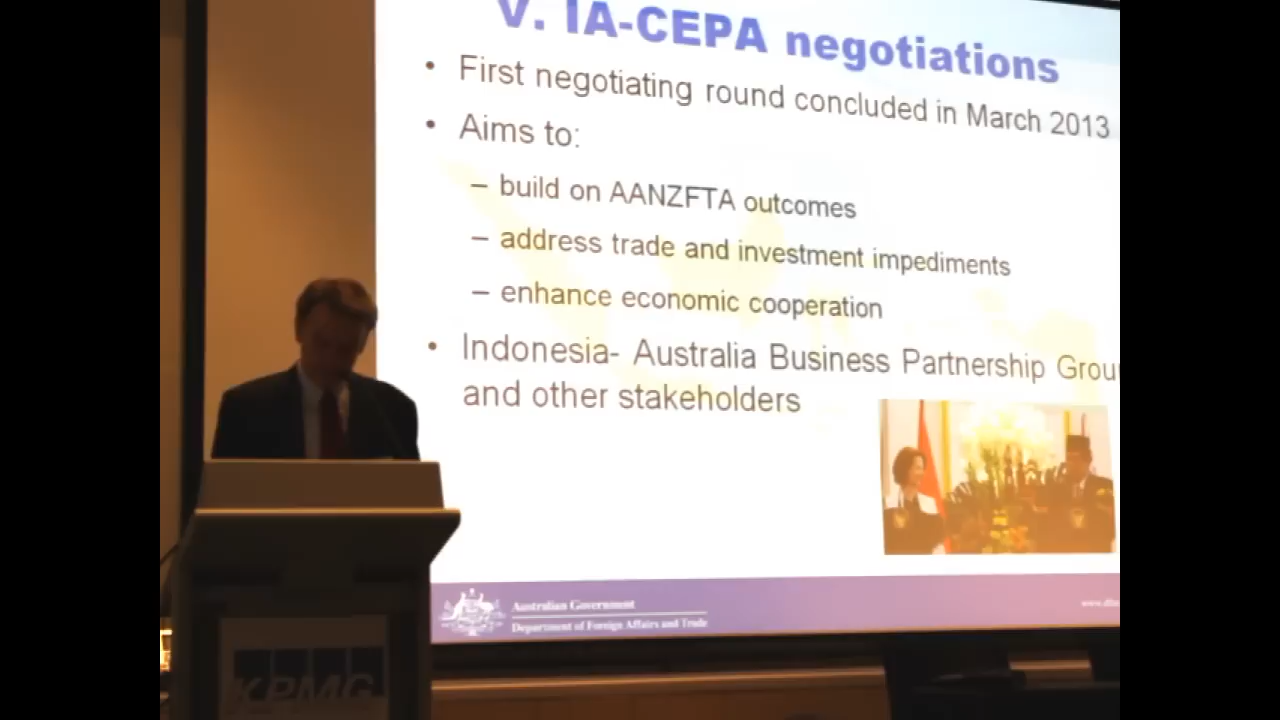 V. IA-CEPA negotiations
• First negotiating round concluded in March 2013
• Aims to:
– build on AANZFTA outcomes
– address trade and investment impediments
– enhance economic cooperation
• Indonesia- Australia Business Partnership Grou
and other stakeholders
Australian Government
Department of Foreign Affairs and Trade
KPMG